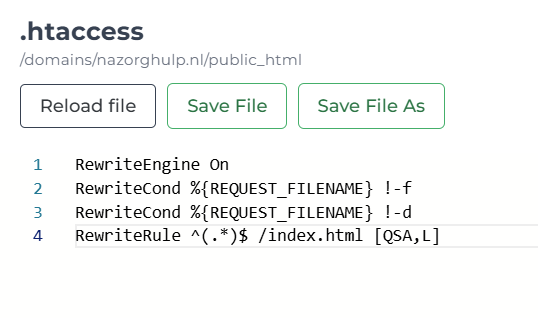 .htaccess
/domains/nazorghulp.nl/public_html
Reload file
Save File
Save File As
1 RewriteEngine On
2 RewriteCond %{REQUEST_FILENAME} !-f
3 RewriteCond %{REQUEST_FILENAME} !-d
4 RewriteRule ^(.*)$ /index.html [QSA,L]